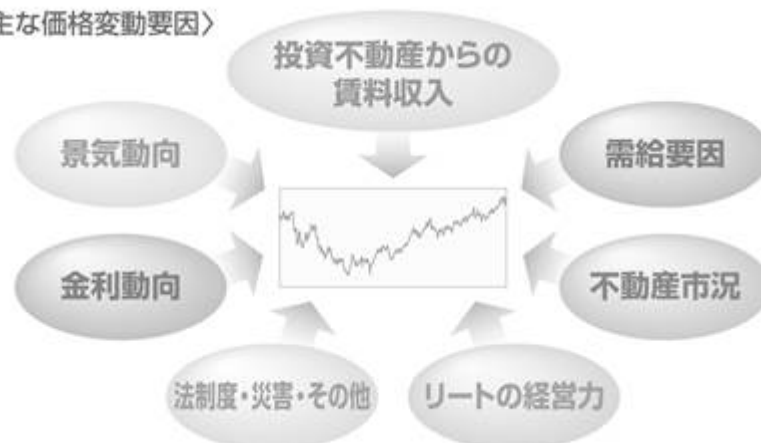 主な価格変動要因〉
投資不動産からの
賃料収入
景気動向
需給要因
金利動向
不動産市況
法制度・災害・その他
リートの経営力